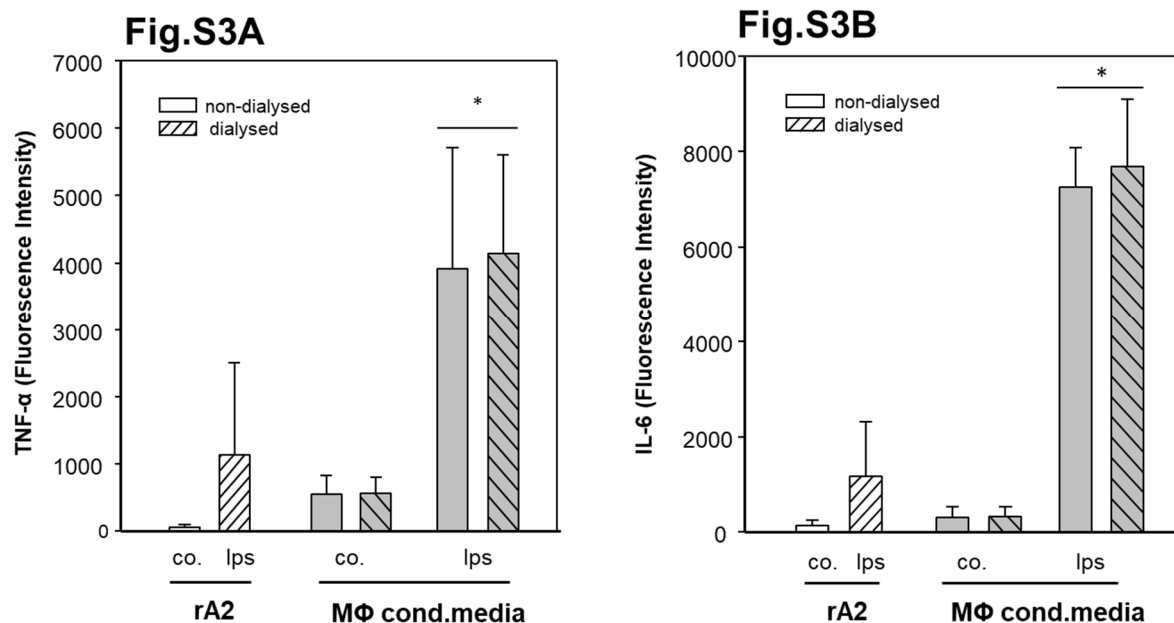 Fig.S3A
7000
6000
5000
4000
3000
2000
1000
0
TNF-α (Fluorescence Intensity)
non-dialysed
dialysed
*
co.
lps
co.
lps
rA2
MΦ cond.media
Fig.S3B
10000
8000
6000
4000
2000
0
IL-6 (Fluorescence Intensity)
non-dialysed
dialysed
*
co.
lps
co.
lps
rA2
MΦ cond.media